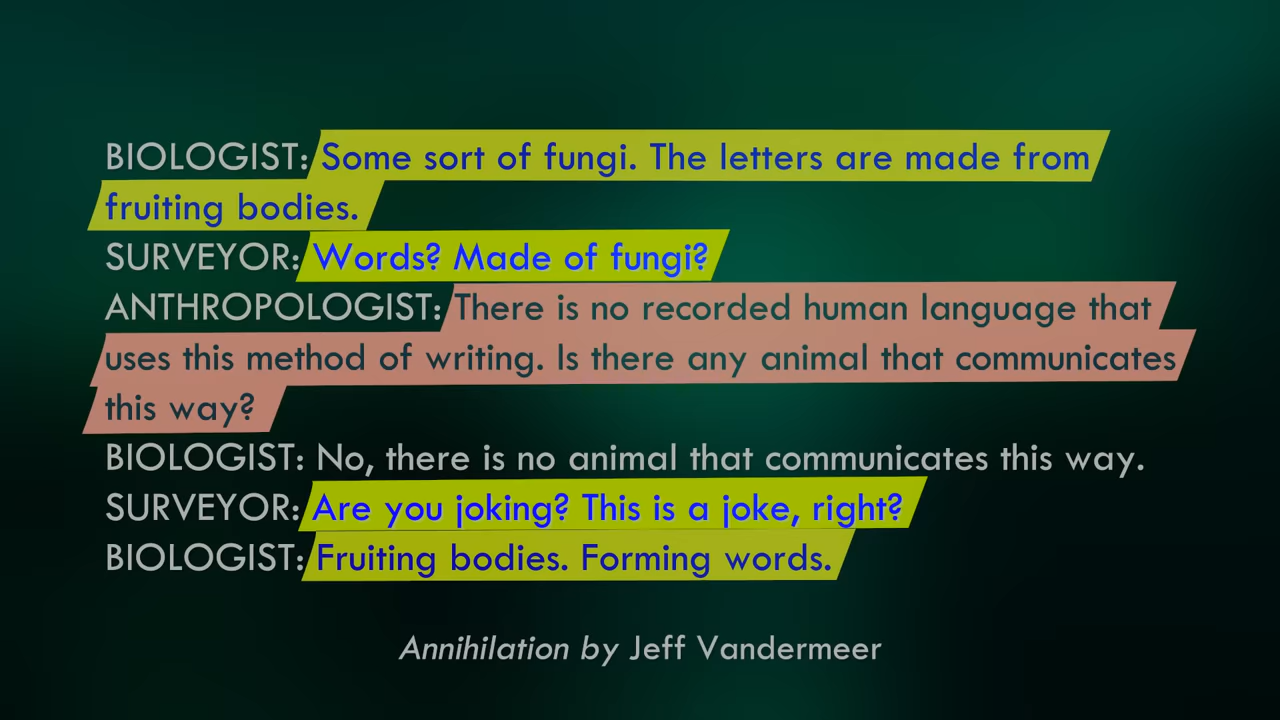 BIOLOGIST: Some sort of fungi. The letters are made from
fruiting bodies.
SURVEYOR: Words? Made of fungi?
ANTHROPOLOGIST: There is no recorded human language that
uses this method of writing. Is there any animal that communicates
this way?
BIOLOGIST: No, there is no animal that communicates this way.
SURVEYOR: Are you joking? This is a joke, right?
BIOLOGIST: Fruiting bodies. Forming words.
Annihilation by Jeff Vandermeer